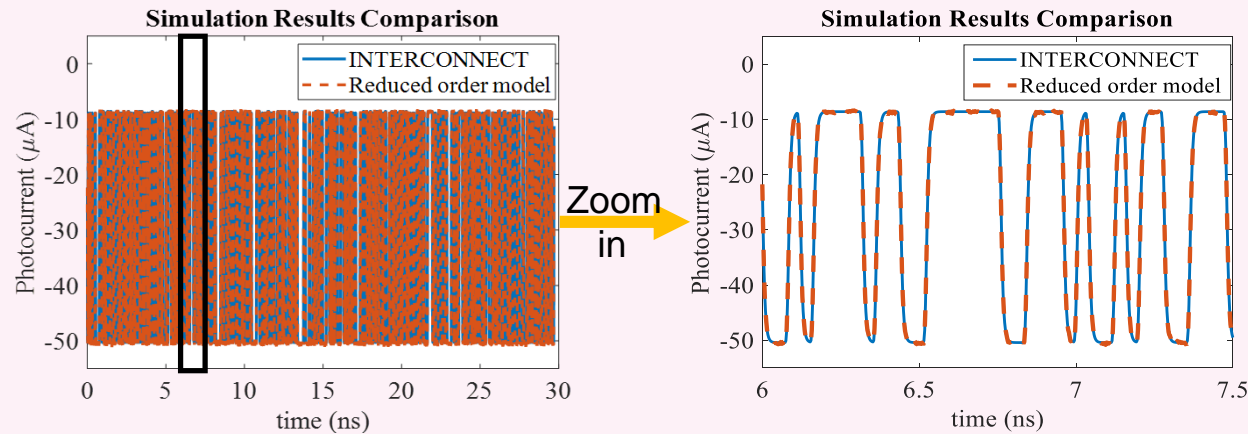 Simulation Results Comparison
INTERCONNECT
Reduced order model
0
-10
-20
-30
-40
-50
Photocurrent (μA)
0 5 10 15 20 25 30
time (ns)
Zoom
in
Simulation Results Comparison
INTERCONNECT
Reduced order model
0
-10
-20
-30
-40
-50
Photocurrent (μA)
6 6.5 7 7.5
time (ns)